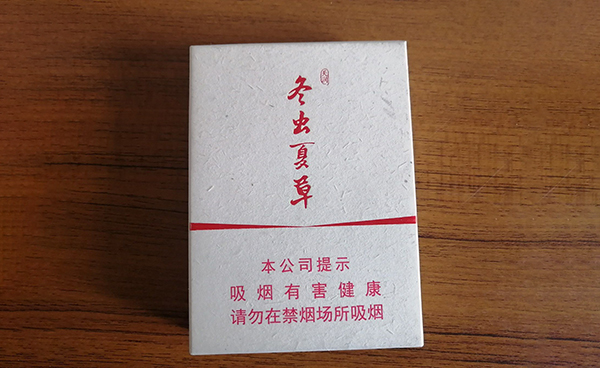 冬虫夏草
本公司提示
吸烟有害健康
请勿在禁烟场所吸烟